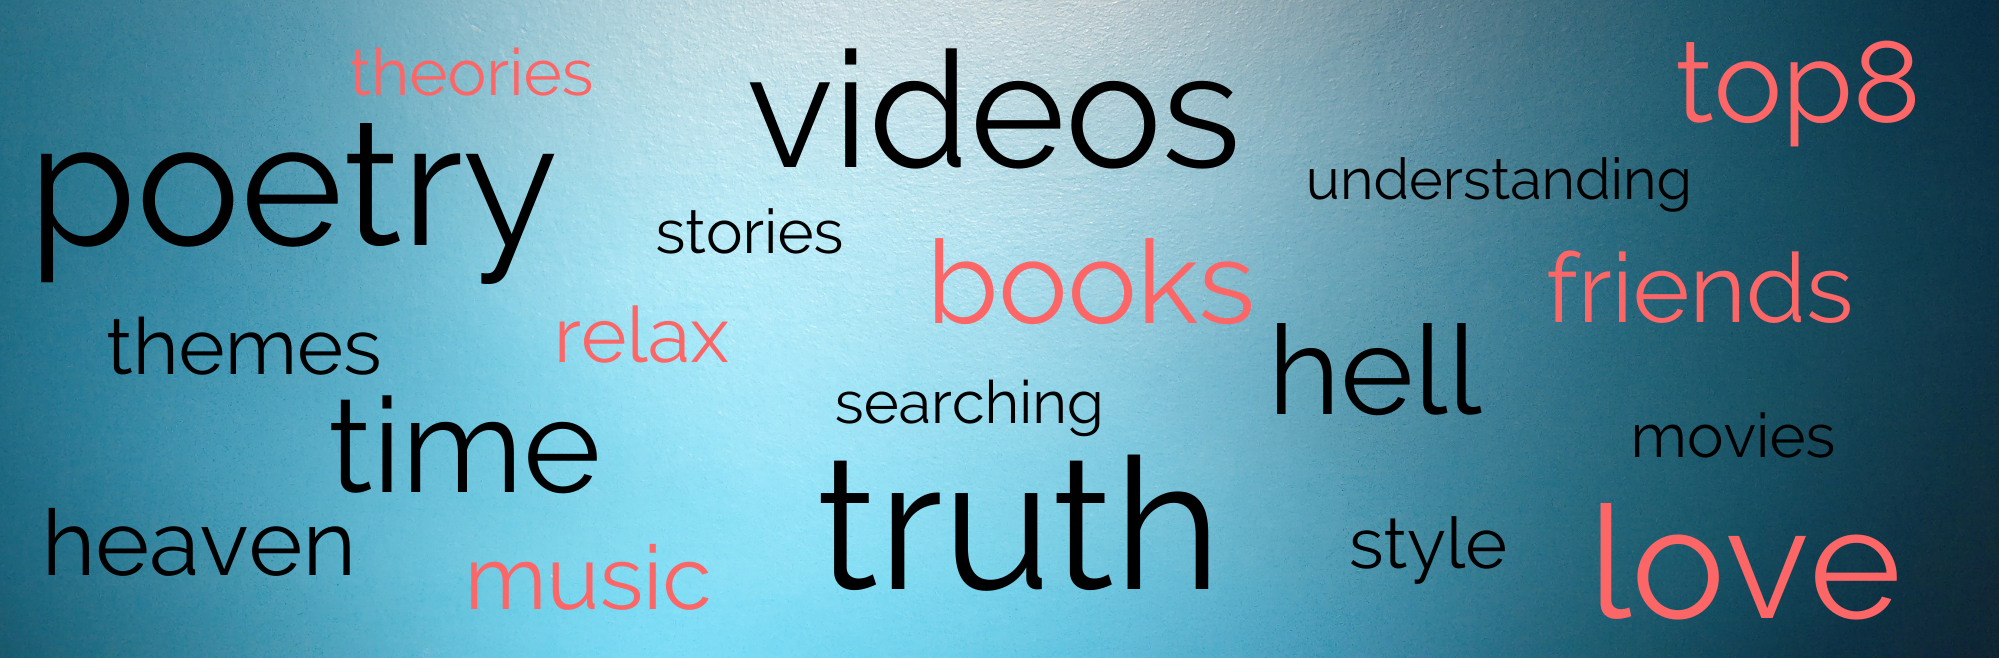 theories
videos
top8
poetry
understanding
stories
books
friends
themes
relax
hell
searching
time
movies
truth
heaven
style
love
music